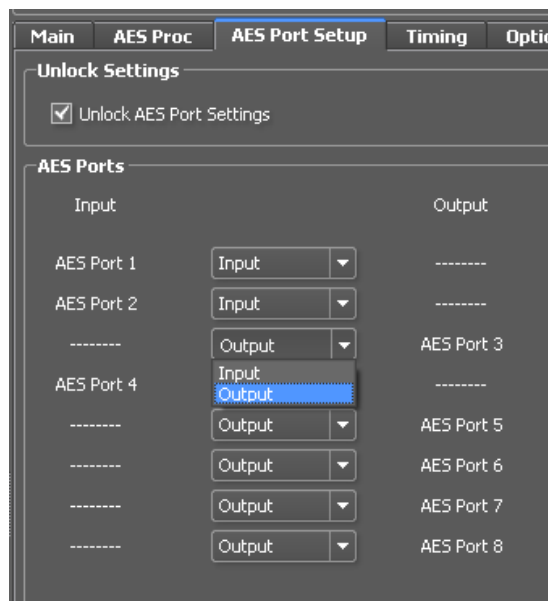 Main AES Proc AES Port Setup Timing Optic
Unlock Settings
Unlock AES Port Settings
AES Ports
Input Output
AES Port 1 Input --------
AES Port 2 Input --------
-------- Output AES Port 3
Input
AES Port 4 Output --------
-------- Output AES Port 5
-------- Output AES Port 6
-------- Output AES Port 7
-------- Output AES Port 8